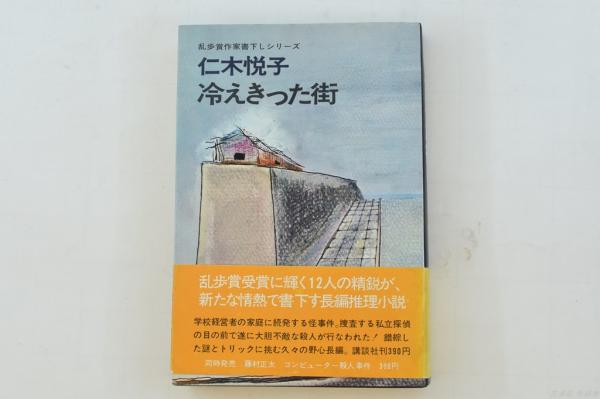 乱歩賞作家書下しシリーズ
仁木悦子
冷えきった街
乱歩賞受賞に輝く12人の精鋭が、
新たな情熱で書下す長編推理小説
学校経営者の家庭に続発する怪事件。捜査する私立探偵
の目の前で遂に大胆不敵な殺人が行なわれた！錯綜し
た謎とトリックに挑む久々の野心長編。講談社刊390円
同時発売 藤村正太 コンピューター殺人事件 390円